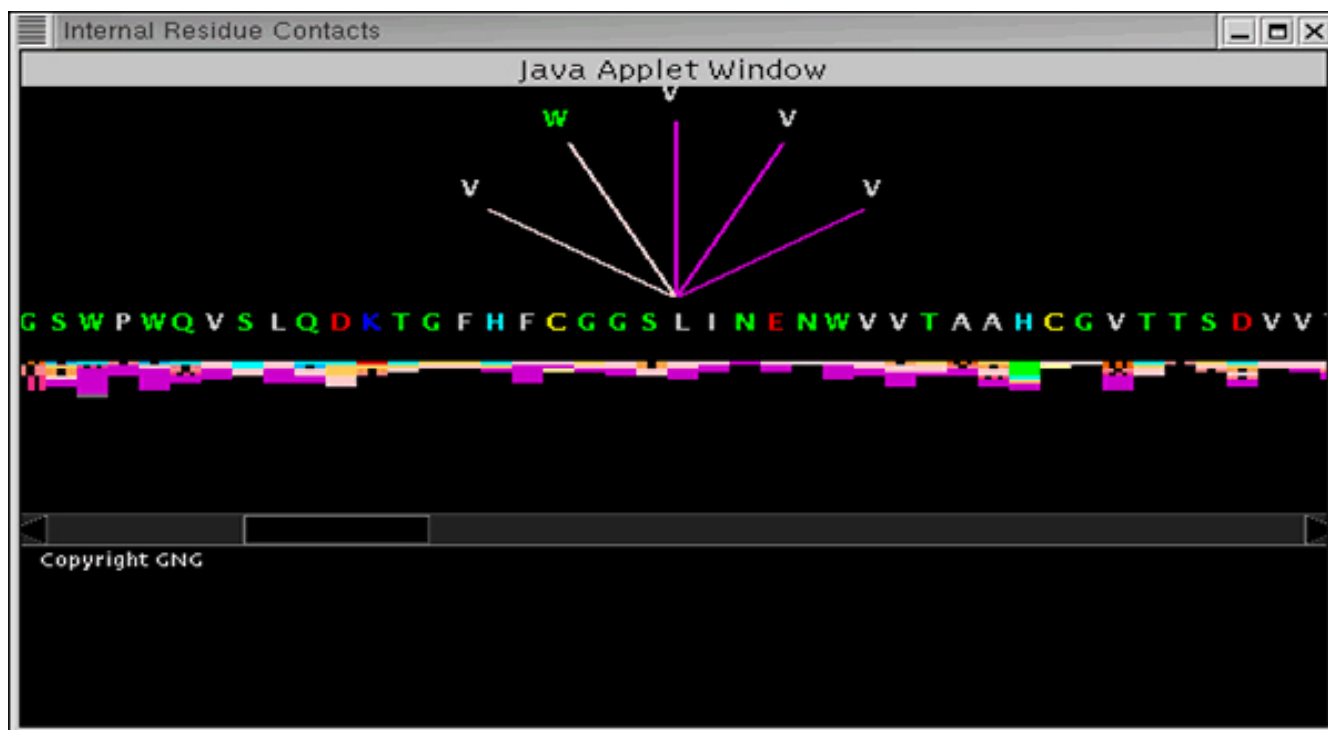 Internal Residue Contacts
Java Applet Window
V
W V
V V
G S W P W Q V S L Q D K T G F H F C G G S L I N E N W V V T A A H C G V T T S D V V
Copyright GNG